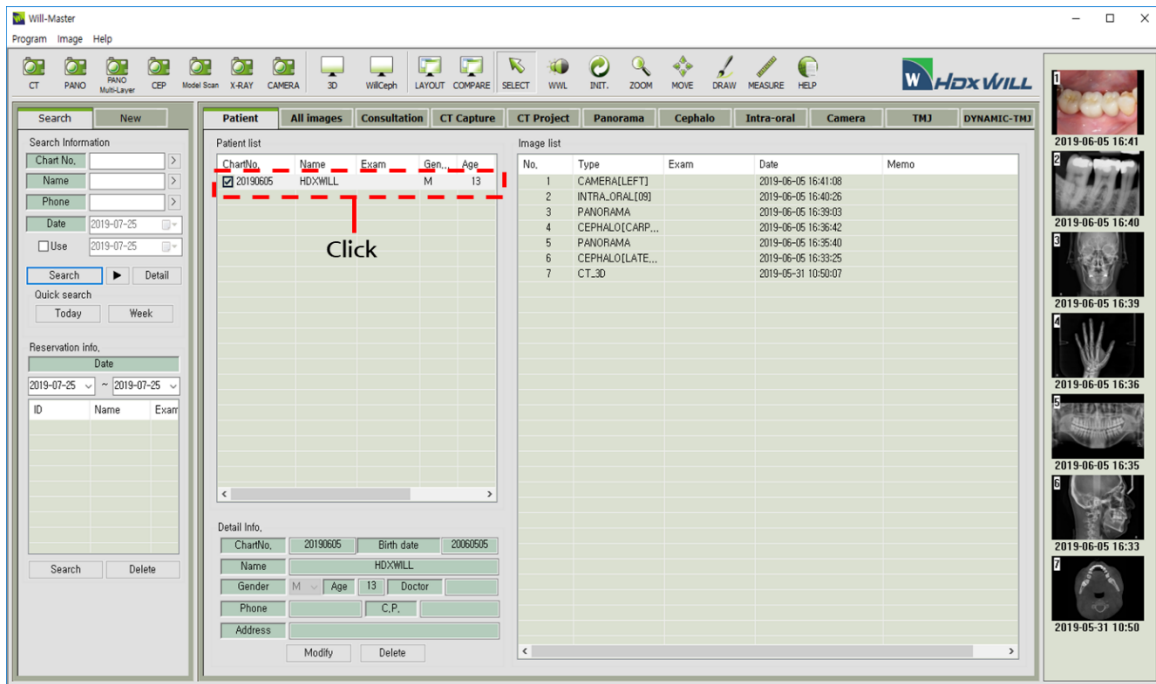 Will-Master
Program Image Help
CT PANO PANO Multi-Layer CEP Model Scan X-RAY CAMERA 3D WillCeph LAYOUT COMPARE SELECT WWL INIT. ZOOM MOVE DRAW MEASURE HELP
W HDXWILL
Search New
Search Information
Chart No. >
Name >
Phone >
Date 2019-07-25
Use 2019-07-25
Search ▶ Detail
Quick search
Today Week
Reservation info.
Date
2019-07-25 ~ 2019-07-25
ID Name Exam
Search Delete
Patient All images Consultation CT Capture CT Project Panorama Cephalo Intra-oral Camera TMJ DYNAMIC-TMJ
Patient list
ChartNo. Name Exam Gen... Age
20190605 HDXWILL M 13
Click
Detail Info.
ChartNo. 20190605 Birth date 20060505
Name HDXWILL
Gender M Age 13 Doctor
Phone C.P.
Address
Modify Delete
Image list
No. Type Exam Date Memo
1 CAMERA[LEFT] 2019-06-05 16:41:08
2 INTRA_ORAL[09] 2019-06-05 16:40:26
3 PANORAMA 2019-06-05 16:39:03
4 CEPHALO[CARP... 2019-06-05 16:36:42
5 PANORAMA 2019-06-05 16:35:40
6 CEPHALO[LATE... 2019-06-05 16:33:25
7 CT_3D 2019-05-31 10:50:07
1
2019-06-05 16:41
2
2019-06-05 16:40
3
2019-06-05 16:39
4
2019-06-05 16:36
5
2019-06-05 16:35
6
2019-06-05 16:33
7
2019-05-31 10:50